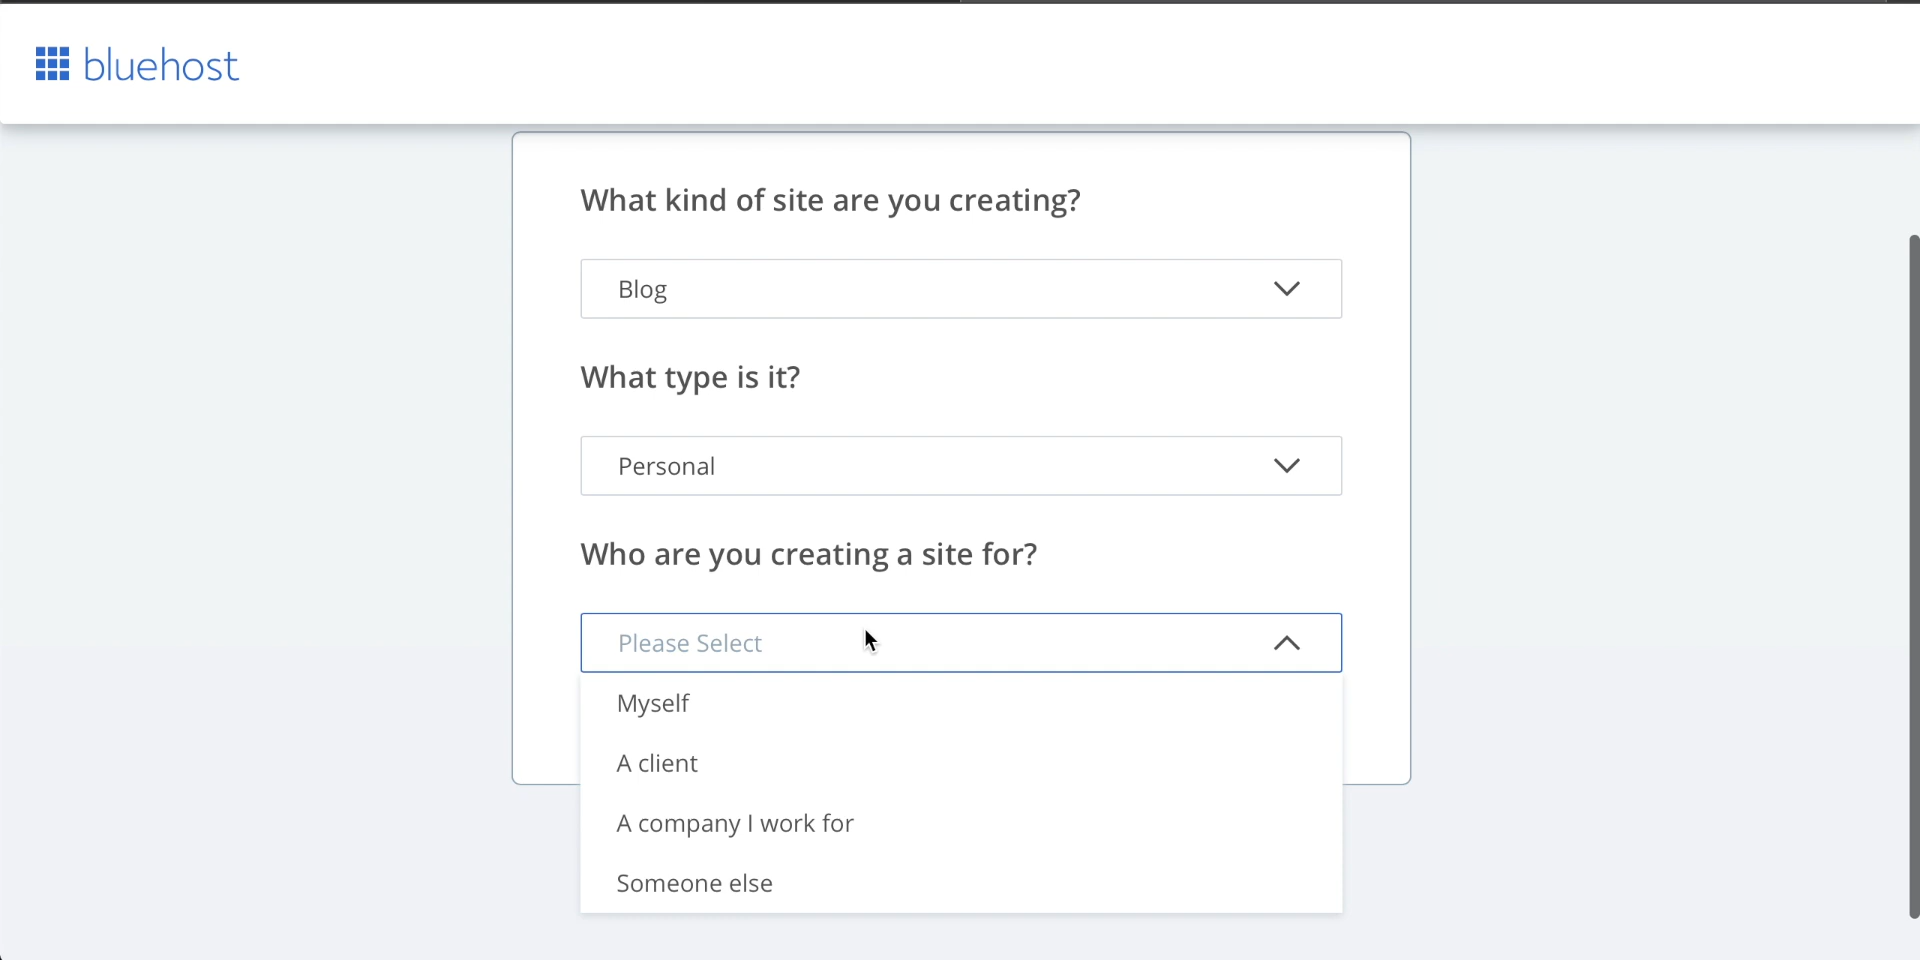 bluehost
What kind of site are you creating?
Blog
What type is it?
Personal
Who are you creating a site for?
Please Select
Myself
A client
A company I work for
Someone else